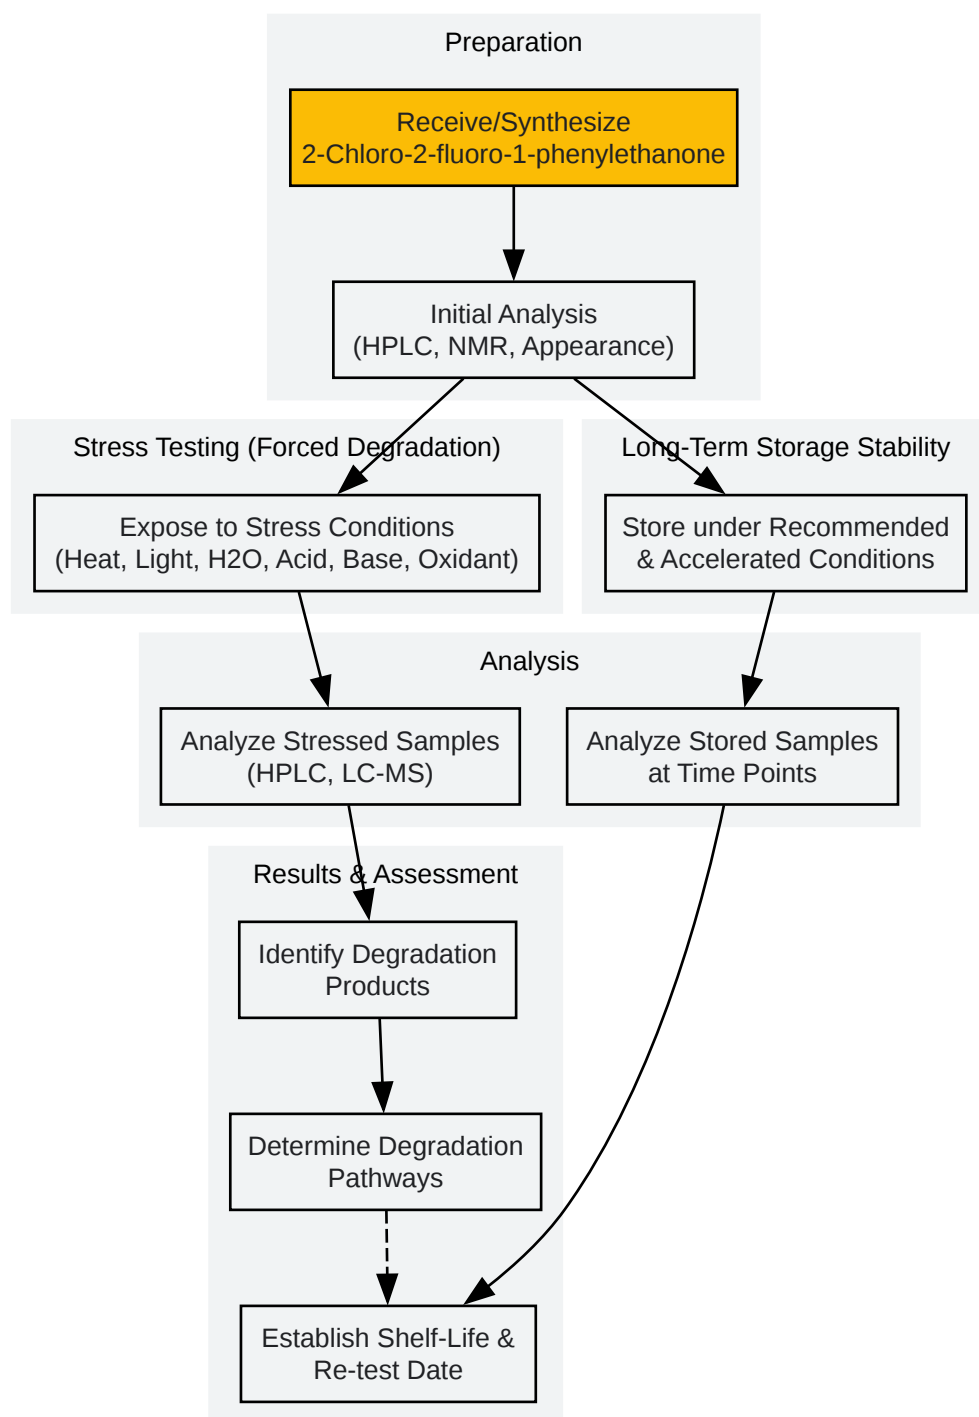 Preparation
Receive/Synthesize
2-Chloro-2-fluoro-1-phenylethanone
Initial Analysis
(HPLC, NMR, Appearance)
Stress Testing (Forced Degradation)
Expose to Stress Conditions
(Heat, Light, H2O, Acid, Base, Oxidant)
Long-Term Storage Stability
Store under Recommended
& Accelerated Conditions
Analysis
Analyze Stressed Samples
(HPLC, LC-MS)
Analyze Stored Samples
at Time Points
Results & Assessment
Identify Degradation
Products
Determine Degradation
Pathways
Establish Shelf-Life &
Re-test Date